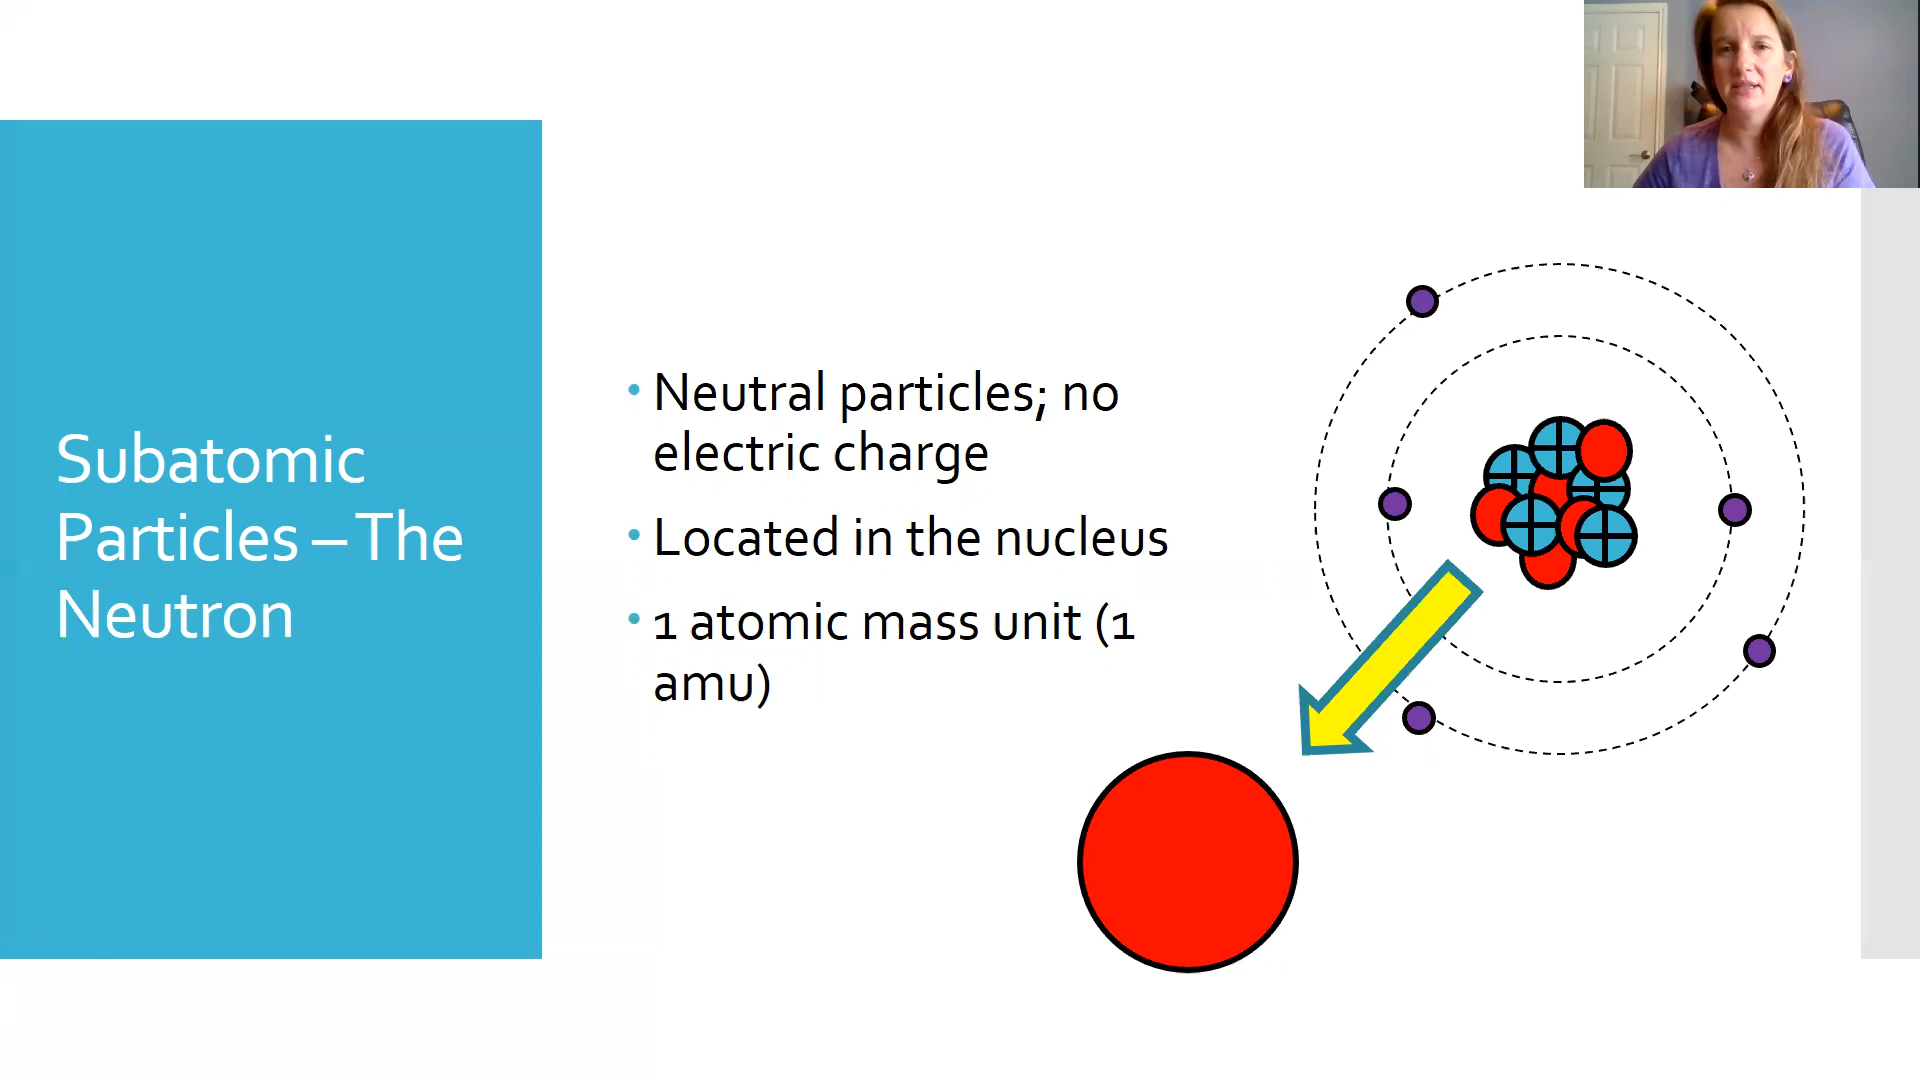 Subatomic
Particles – The
Neutron
• Neutral particles; no
electric charge
• Located in the nucleus
• 1 atomic mass unit (1
amu)